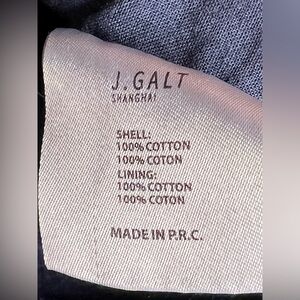 J.GALT
SHANGHAI
SHELL:
100% COTTON
100% COTON
LINING:
100% COTTON
100% COTON
MADE IN P.R.C.